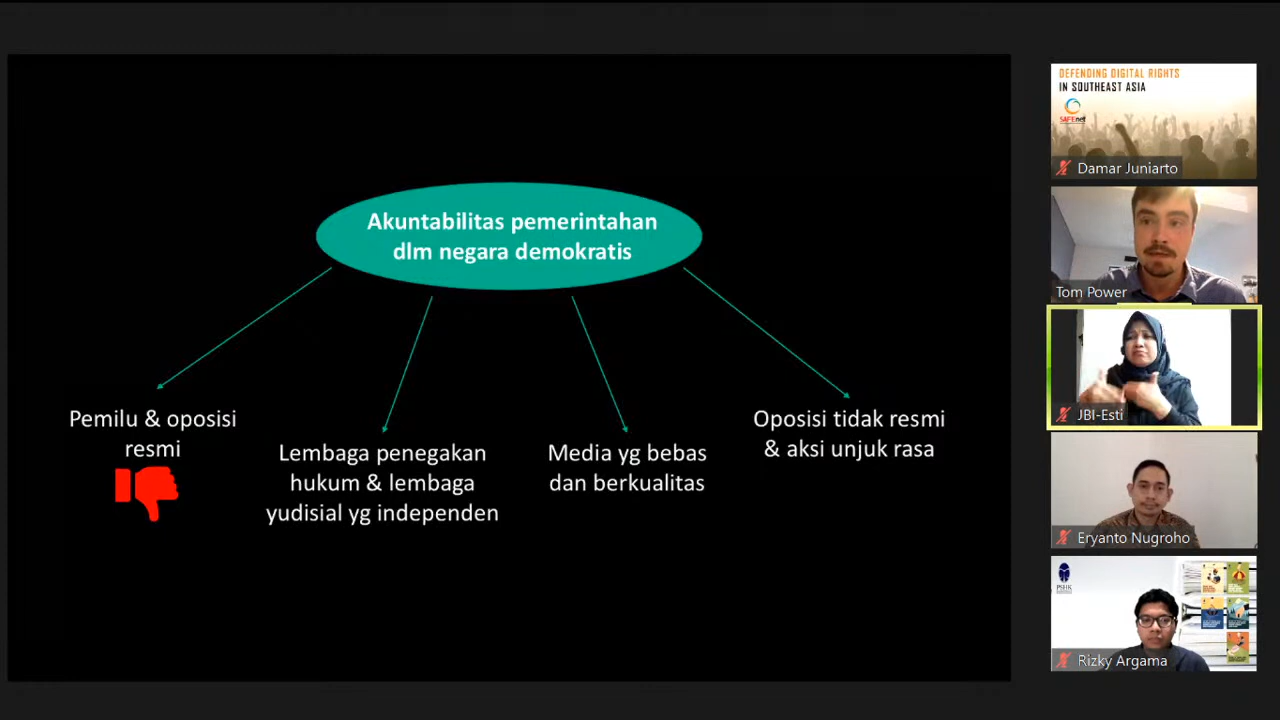 Akuntabilitas pemerintahan
dlm negara demokratis
Pemilu & oposisi
resmi
Lembaga penegakan
hukum & lembaga
yudisial yg independen
Media yg bebas
dan berkualitas
Oposisi tidak resmi
& aksi unjuk rasa
DEFENDING DIGITAL RIGHTS
IN SOUTHEAST ASIA
SAFEnet
Damar Juniarto
Tom Power
JBI-Esti
Eryanto Nugroho
PSHK
Rizky Argama